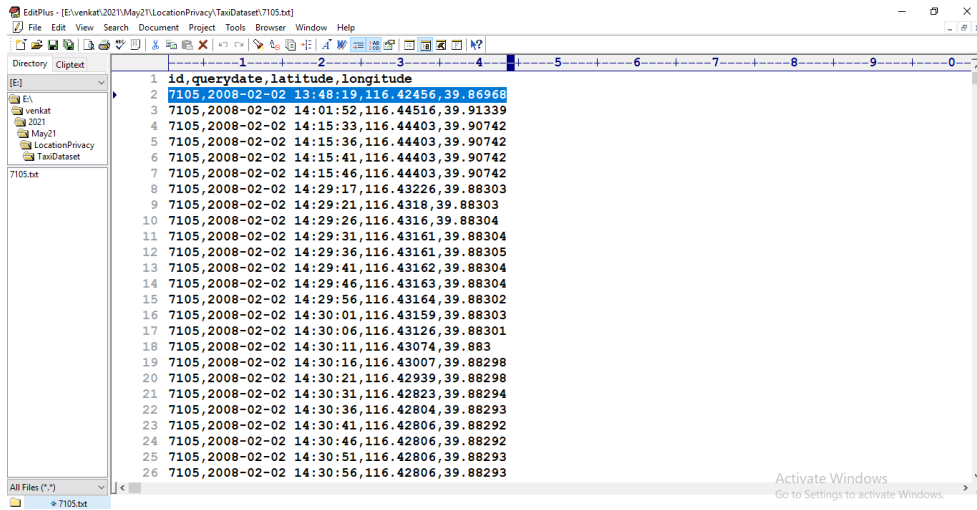 EditPlus - [E:\venkat\2021\May21\LocationPrivacy\TaxiDataset\7105.txt]
File Edit View Search Document Project Tools Browser Window Help
Directory Cliptext
[E:]
E:\
venkat
2021
May21
LocationPrivacy
TaxiDataset
7105.txt
All Files (*.*)
7105.txt
----+----1----+----2----+----3----+----4----+----5----+----6----+----7----+----8----+----9----+----0--
1 id,querydate,latitude,longitude
2 7105,2008-02-02 13:48:19,116.42456,39.86968
3 7105,2008-02-02 14:01:52,116.44516,39.91339
4 7105,2008-02-02 14:15:33,116.44403,39.90742
5 7105,2008-02-02 14:15:36,116.44403,39.90742
6 7105,2008-02-02 14:15:41,116.44403,39.90742
7 7105,2008-02-02 14:15:46,116.44403,39.90742
8 7105,2008-02-02 14:29:17,116.43226,39.88303
9 7105,2008-02-02 14:29:21,116.4318,39.88303
10 7105,2008-02-02 14:29:26,116.4316,39.88304
11 7105,2008-02-02 14:29:31,116.43161,39.88304
12 7105,2008-02-02 14:29:36,116.43161,39.88305
13 7105,2008-02-02 14:29:41,116.43162,39.88304
14 7105,2008-02-02 14:29:46,116.43163,39.88304
15 7105,2008-02-02 14:29:56,116.43164,39.88302
16 7105,2008-02-02 14:30:01,116.43159,39.88303
17 7105,2008-02-02 14:30:06,116.43126,39.88301
18 7105,2008-02-02 14:30:11,116.43074,39.883
19 7105,2008-02-02 14:30:16,116.43007,39.88298
20 7105,2008-02-02 14:30:21,116.42939,39.88298
21 7105,2008-02-02 14:30:31,116.42823,39.88294
22 7105,2008-02-02 14:30:36,116.42804,39.88293
23 7105,2008-02-02 14:30:41,116.42806,39.88292
24 7105,2008-02-02 14:30:46,116.42806,39.88292
25 7105,2008-02-02 14:30:51,116.42806,39.88293
26 7105,2008-02-02 14:30:56,116.42806,39.88293
Activate Windows
Go to Settings to activate Windows.